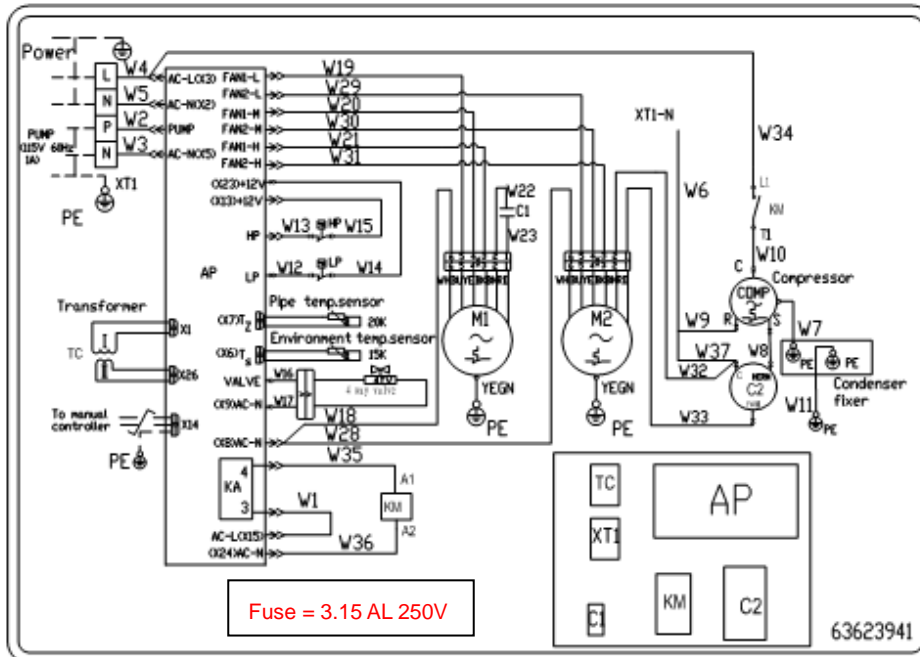 Power
L
N
P
N
W4
W5
W2
W3
XT1
PE
PUMP
(115V 60Hz
1A)
AC-L(X3)
AC-N(X2)
PUMP
AC-N(X5)
FAN1-L
FAN2-L
FAN1-M
FAN2-M
FAN1-H
FAN2-H
(X23)+12V
(X13)+12V
HP
LP
AP
W19
W29
W20
W30
W21
W31
W13
HP
W15
W12
LP
W14
W22
C1
W23
XT1-N
W6
W34
L1
KM
T1
W10
C
Compressor
COMP
R
S
W9
W8
W7
W37
W32
W33
C2
PE
PE
Condenser
fixer
W11
PE
M1
M2
YEGN
YEGN
PE
PE
Transformer
TC
X1
X26
To manual
controller
X14
PE
(X7)T2
Pipe temp.sensor
20K
(X6)Ts
Environment temp.sensor
15K
VALVE
W16
4 way valve
(X9)AC-N
W17
W18
(X8)AC-N
W28
W35
4
KA
3
W1
A1
KM
A2
AC-L(X15)
(X24)AC-N
W36
TC
XT1
C1
AP
KM
C2
Fuse = 3.15 AL 250V
63623941